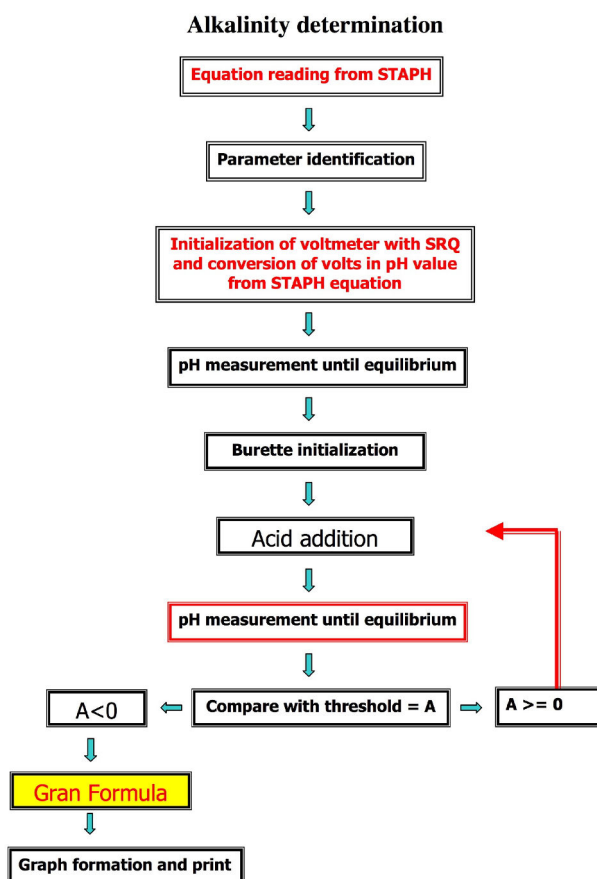 Alkalinity determination
Equation reading from STAPH
Parameter identification
Initialization of voltmeter with SRQ
and conversion of volts in pH value
from STAPH equation
pH measurement until equilibrium
Burette initialization
Acid addition
pH measurement until equilibrium
A<0
Compare with threshold = A
A >= 0
Gran Formula
Graph formation and print